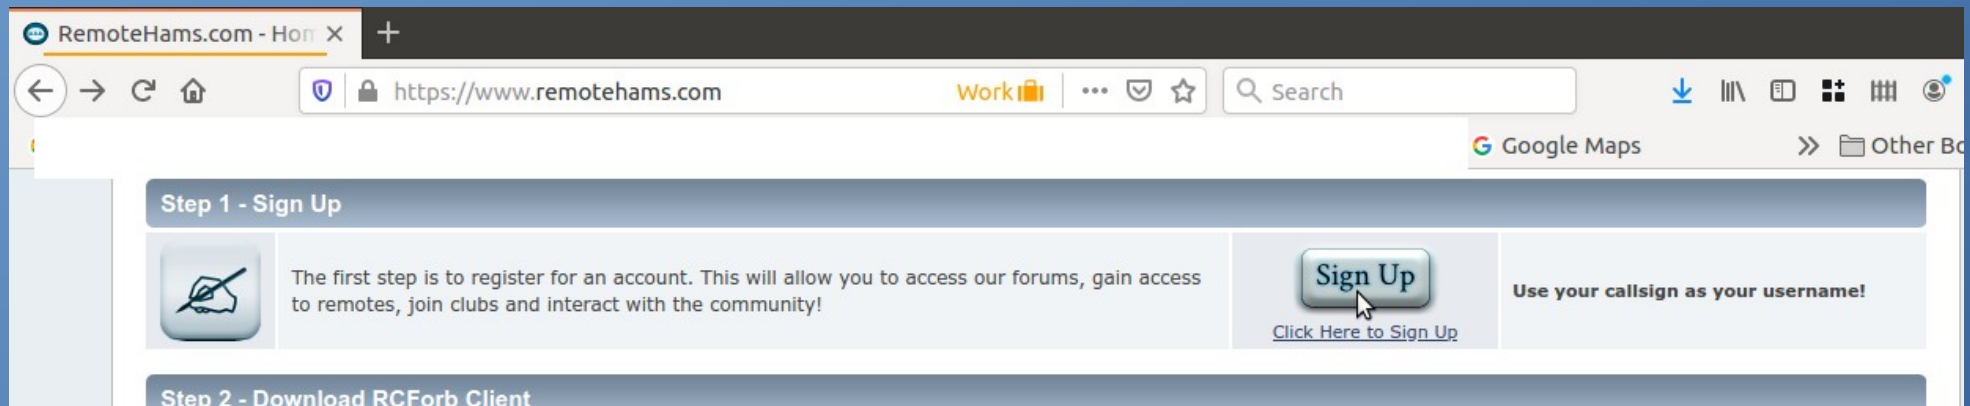 RemoteHams.com - Hom
https://www.remotehams.com
Work
Search
Google Maps
Other Bo
Step 1 - Sign Up
The first step is to register for an account. This will allow you to access our forums, gain access
to remotes, join clubs and interact with the community!
Sign Up
Click Here to Sign Up
Use your callsign as your username!
Step 2 - Download RCForb Client